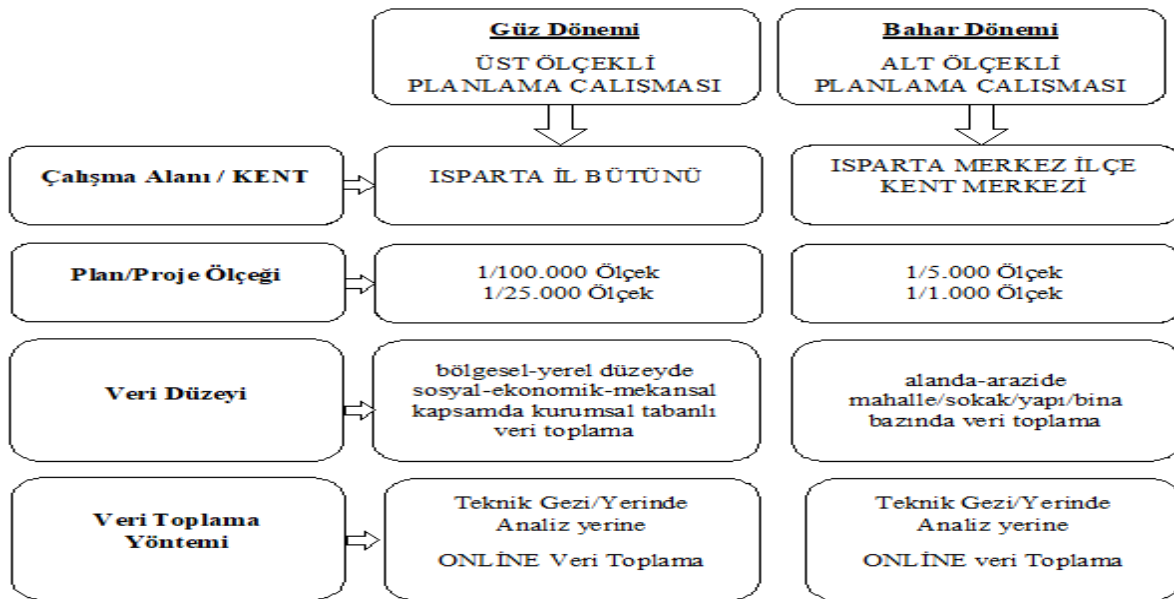 Güz Dönemi
ÜST ÖLÇEKLİ
PLANLAMA ÇALIŞMASI
Bahar Dönemi
ALT ÖLÇEKLİ
PLANLAMA ÇALIŞMASI
Çalışma Alanı / KENT
ISPARTA İL BÜTÜNÜ
ISPARTA MERKEZ İLÇE
KENT MERKEZİ
Plan/Proje Ölçeği
1/100.000 Ölçek
1/25.000 Ölçek
1/5.000 Ölçek
1/1.000 Ölçek
Veri Düzeyi
bölgesel-yerel düzeyde
sosyal-ekonomik-mekansal
kapsamda kurumsal tabanlı
veri toplama
alanda-arazide
mahalle/sokak/yapı/bina
bazında veri toplama
Veri Toplama
Yöntemi
Teknik Gezi/Yerinde
Analiz yerine
ONLİNE Veri Toplama
Teknik Gezi/Yerinde
Analiz yerine
ONLİNE veri Toplama